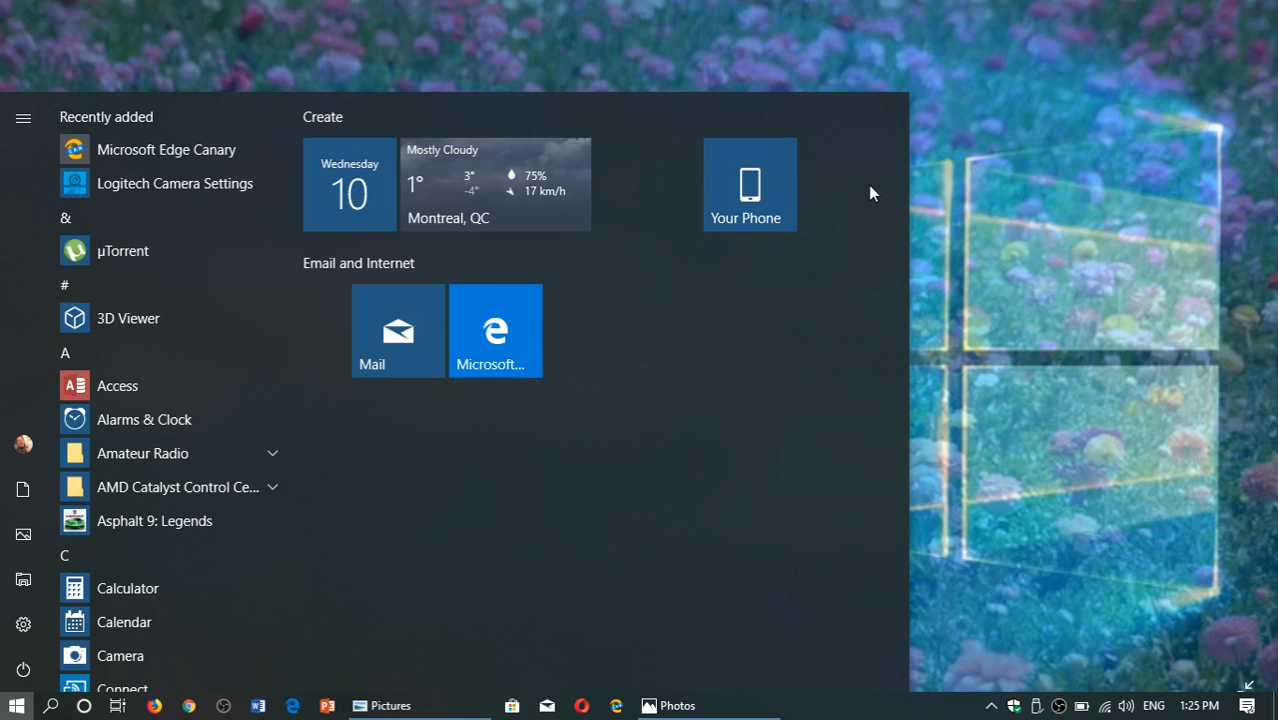 Recently added
Microsoft Edge Canary
Logitech Camera Settings
&
µTorrent
#
3D Viewer
A
Access
Alarms & Clock
Amateur Radio
AMD Catalyst Control Ce...
Asphalt 9: Legends
C
Calculator
Calendar
Camera
Connect
Create
Wednesday
10
Mostly Cloudy
1°
3°
-4°
75%
17 km/h
Montreal, QC
Your Phone
Email and Internet
Mail
Microsoft...
Pictures
Photos
ENG
1:25 PM